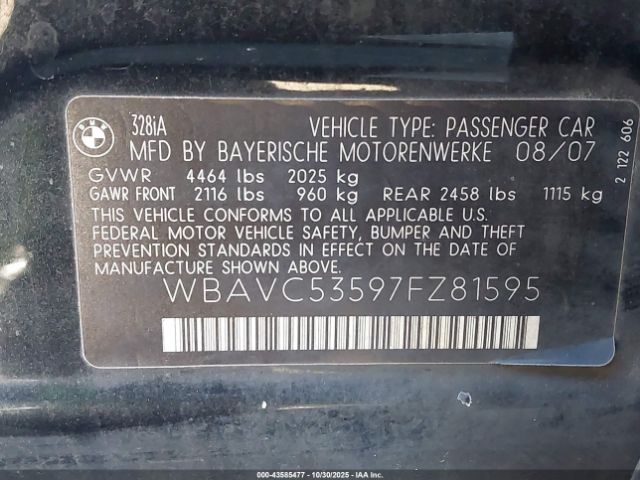 BMW
328iA
VEHICLE TYPE: PASSENGER CAR
MFD BY BAYERISCHE MOTORENWERKE 08/07
GVWR 4464 lbs 2025 kg
GAWR FRONT 2116 lbs 960 kg REAR 2458 lbs 1115 kg
THIS VEHICLE CONFORMS TO ALL APPLICABLE U.S.
FEDERAL MOTOR VEHICLE SAFETY, BUMPER AND THEFT
PREVENTION STANDARDS IN EFFECT ON THE DATE OF
MANUFACTURE SHOWN ABOVE.
WBAVC53597FZ81595
2 122 606
000-43585477 - 10/30/2025 - IAA Inc.